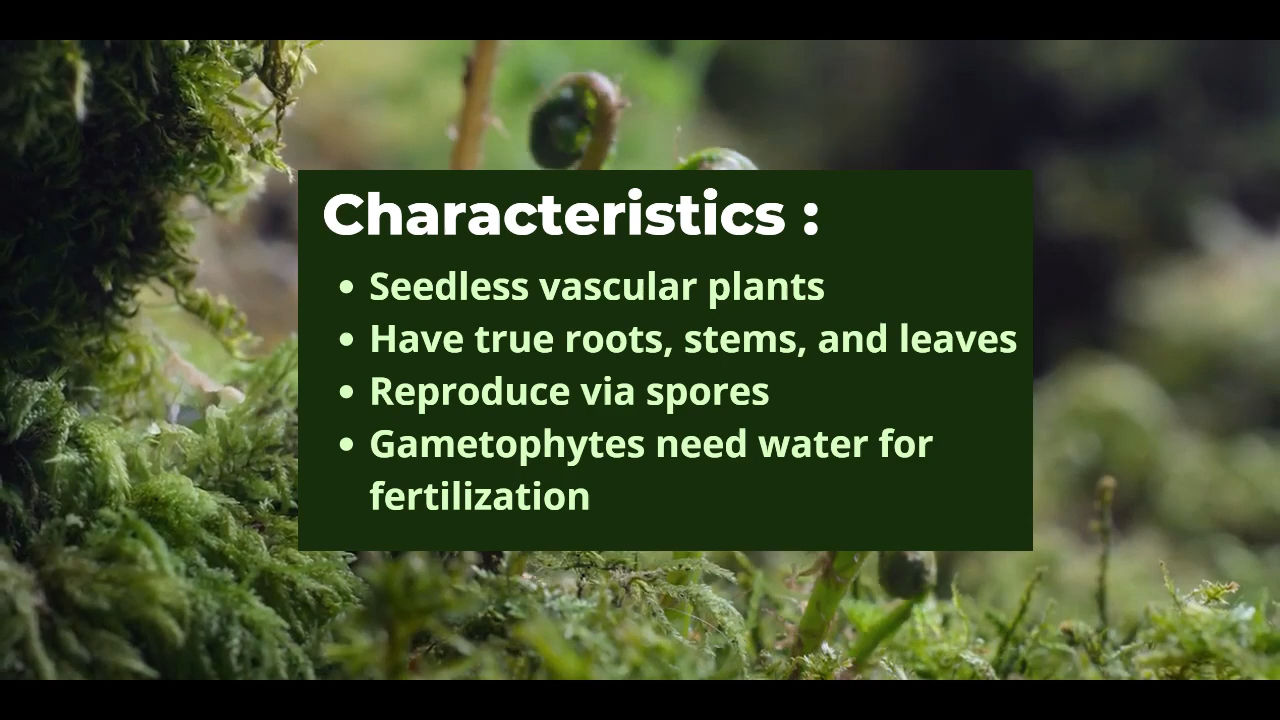 Characteristics :
• Seedless vascular plants
• Have true roots, stems, and leaves
• Reproduce via spores
• Gametophytes need water for
fertilization